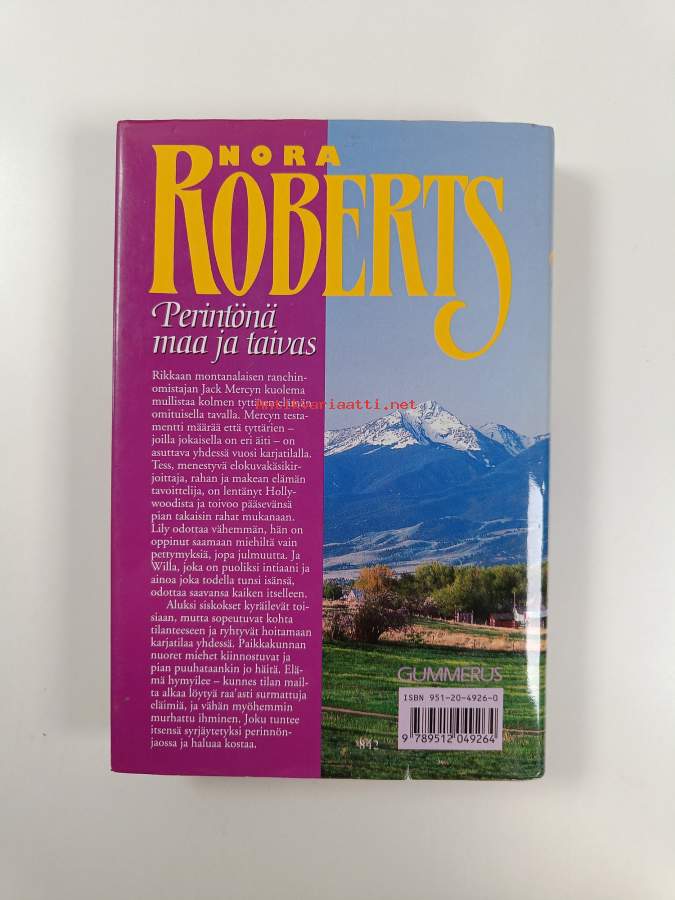 NORA
ROBERTS
Perintönä
maa ja taivas
Rikkaan montanalaisen ranchin-
omistajan Jack Mercyn kuolema
mullistaa kolmen tyttären elämän
omituisella tavalla. Mercyn testa-
mentti määrää että tyttärien –
joilla jokaisella on eri äiti – on
asuttava yhdessä vuosi karjatilalla.
Tess, menestyvä elokuvakäsikir-
joittaja, rahan ja makean elämän
tavoittelija, on lentänyt Holly-
woodista ja toivoo pääsevänsä
pian takaisin rahat mukanaan.
Lily odottaa vähemmän, hän on
oppinut saamaan miehiltä vain
pettymyksiä, jopa julmuutta. Ja
Willa, joka on puoliksi intiaani ja
ainoa joka todella tunsi isänsä,
odottaa saavansa kaiken itselleen.
Aluksi siskokset kyräilevät toi-
siaan, mutta sopeutuvat kohta
tilanteeseen ja ryhtyvät hoitamaan
karjatilaa yhdessä. Paikkakunnan
nuoret miehet kiinnostuvat ja
pian puuhataankin jo häitä. Elä-
mä hymyilee – kunnes tilan mail-
ta alkaa löytyä raa'asti surmattuja
eläimiä, ja vähän myöhemmin
murhattu ihminen. Joku tuntee
itsensä syrjäytetyksi perinnön-
jaossa ja haluaa kostaa.
Antikvariaatti.net
GUMMERUS
ISBN 951-20-4926-0
9 789512 049264
84.2